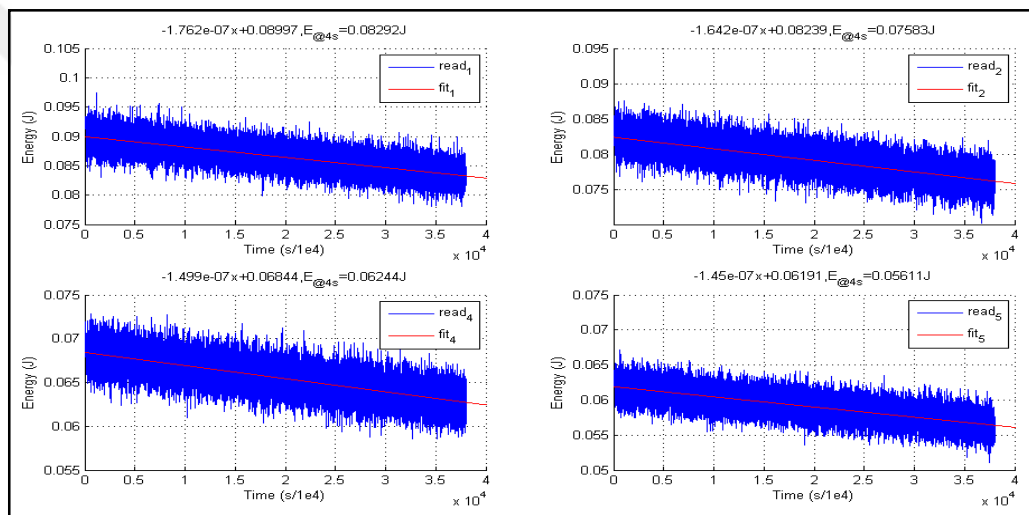 -1.762e-07x+0.08997,E@4s=0.08292J
0.105
0.1
0.095
0.09
0.085
0.08
0.075
Energy (J)
read1
fit1
0 0.5 1 1.5 2 2.5 3 3.5 4
x 10^4
Time (s/1e4)
-1.642e-07x+0.08239,E@4s=0.07583J
0.095
0.09
0.085
0.08
0.075
Energy (J)
read2
fit2
0 0.5 1 1.5 2 2.5 3 3.5 4
x 10^4
Time (s/1e4)
-1.499e-07x+0.06844,E@4s=0.06244J
0.075
0.07
0.065
0.06
0.055
Energy (J)
read4
fit4
0 0.5 1 1.5 2 2.5 3 3.5 4
x 10^4
Time (s/1e4)
-1.45e-07x+0.06191,E@4s=0.05611J
0.075
0.07
0.065
0.06
0.055
0.05
Energy (J)
read5
fit5
0 0.5 1 1.5 2 2.5 3 3.5 4
x 10^4
Time (s/1e4)